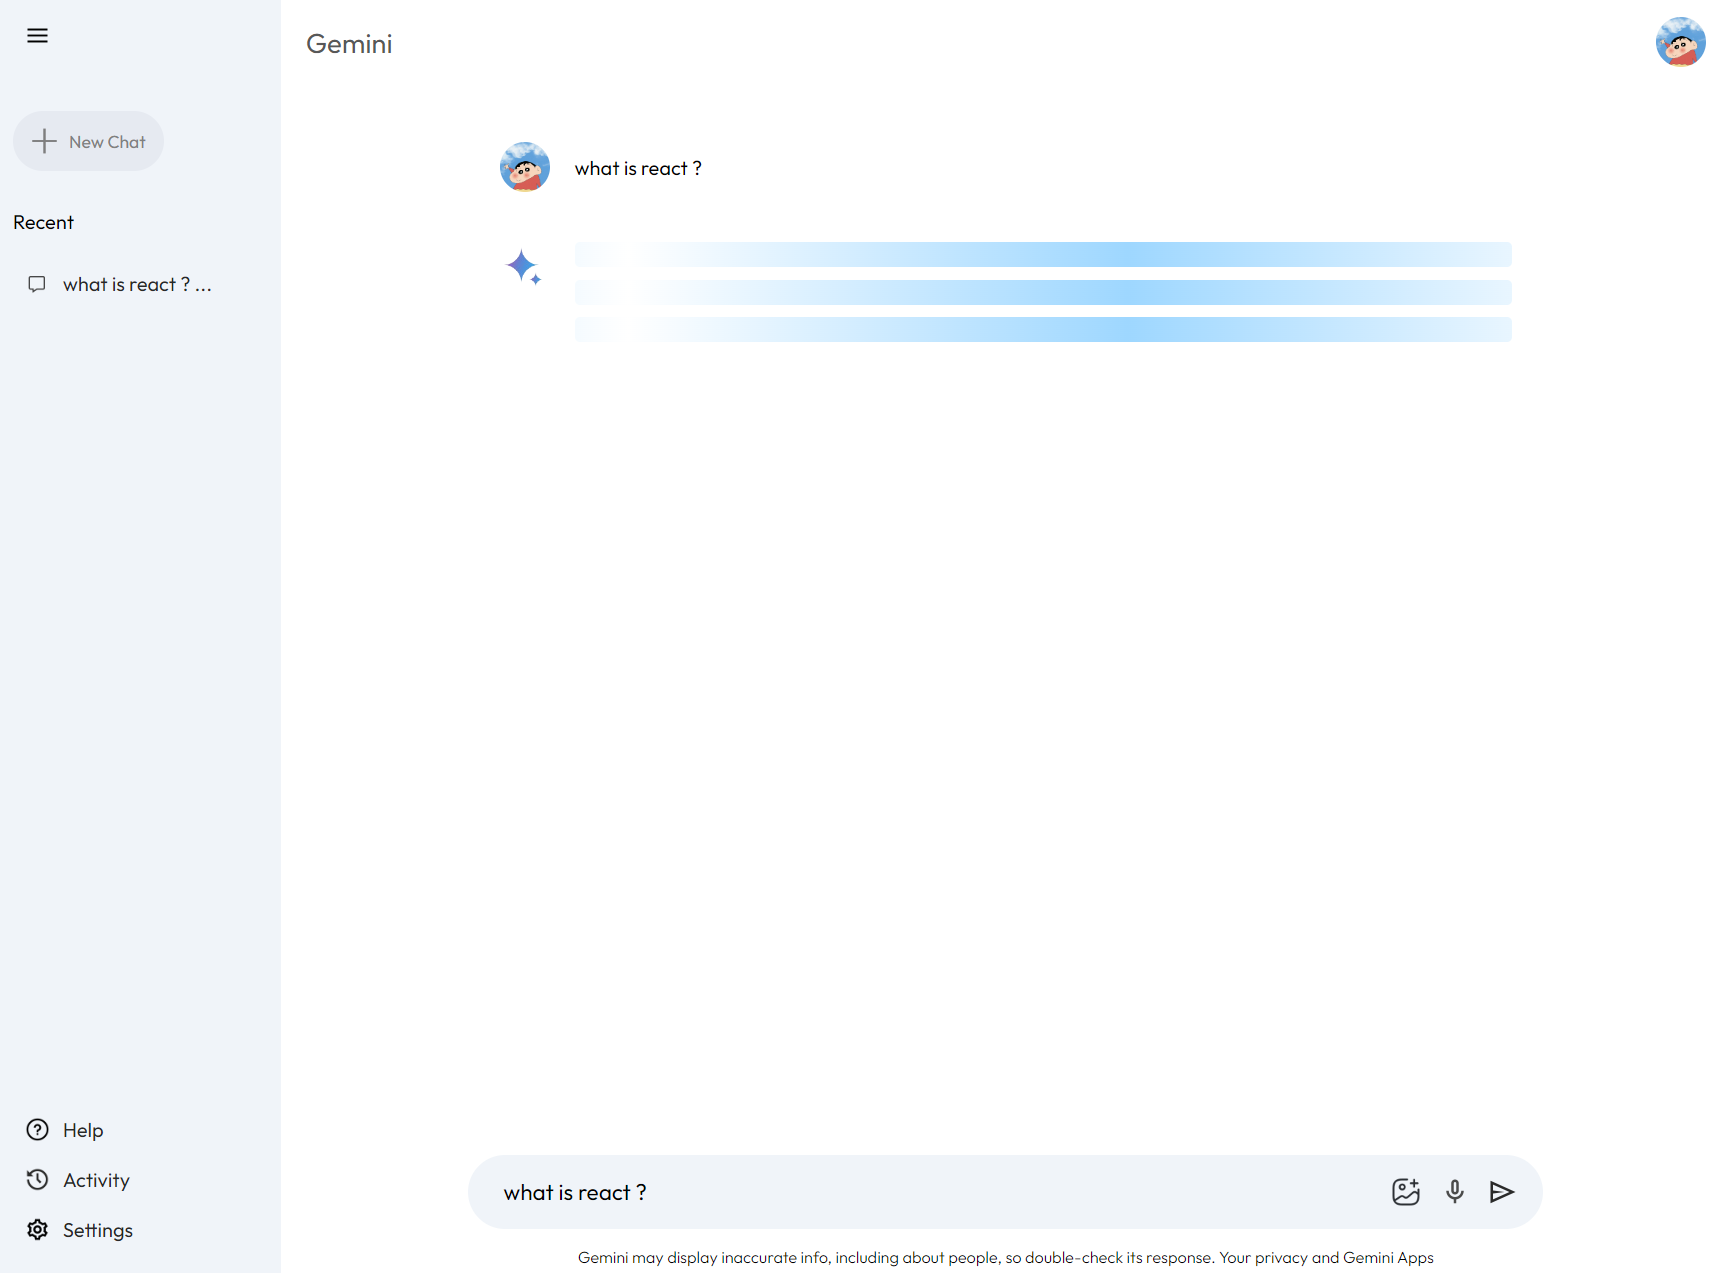 Gemini
New Chat
Recent
what is react ? ...
Help
Activity
Settings
what is react ?
what is react ?
Gemini may display inaccurate info, including about people, so double-check its response. Your privacy and Gemini Apps